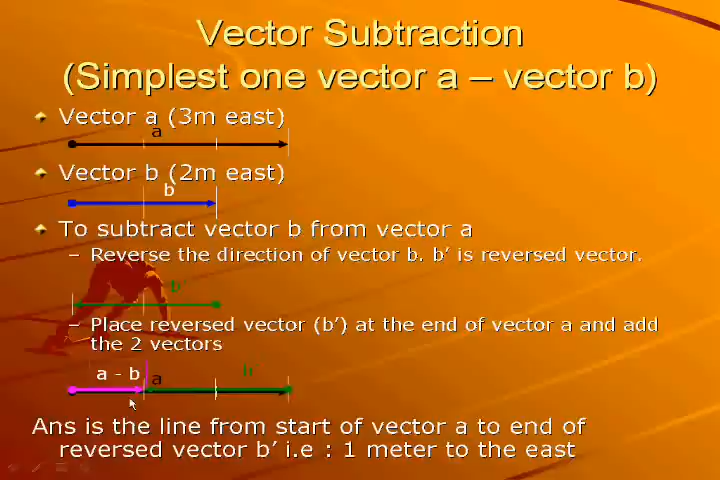 Vector Subtraction
(Simplest one vector a – vector b)
Vector a (3m east)
a
Vector b (2m east)
b
To subtract vector b from vector a
– Reverse the direction of vector b. b’ is reversed vector.
b’
– Place reversed vector (b’) at the end of vector a and add
the 2 vectors
a - b
a
Ans is the line from start of vector a to end of
reversed vector b’ i.e : 1 meter to the east